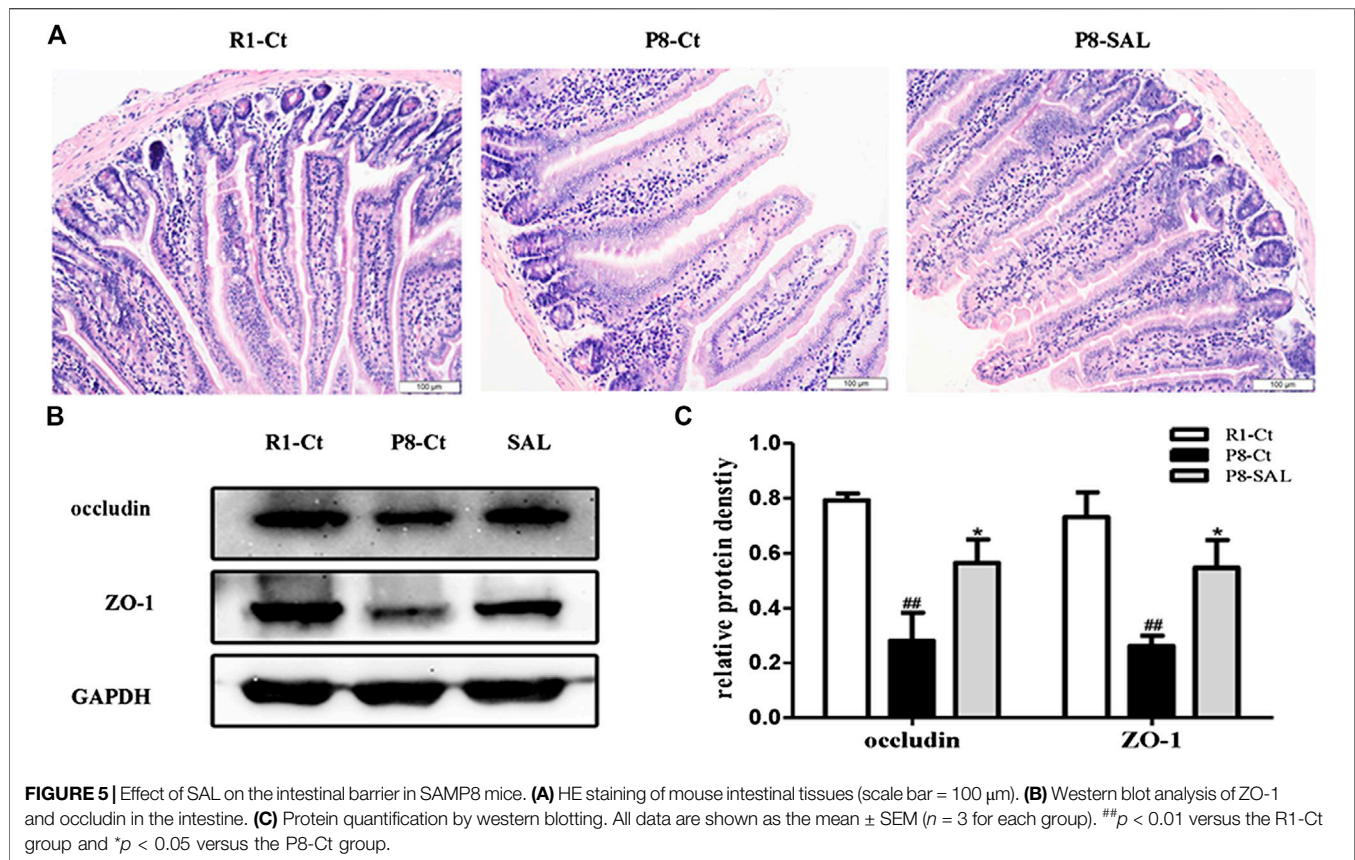 A
R1-Ct
P8-Ct
P8-SAL
100 µm
100 µm
100 µm
B
R1-Ct
P8-Ct
SAL
occludin
ZO-1
GAPDH
C
relative protein denstiy
1.0
0.8
0.6
0.4
0.2
0.0
R1-Ct
P8-Ct
P8-SAL
##
*
##
*
occludin
ZO-1
FIGURE 5 | Effect of SAL on the intestinal barrier in SAMP8 mice. (A) HE staining of mouse intestinal tissues (scale bar = 100 μm). (B) Western blot analysis of ZO-1
and occludin in the intestine. (C) Protein quantification by western blotting. All data are shown as the mean ± SEM (n = 3 for each group). ##p < 0.01 versus the R1-Ct
group and *p < 0.05 versus the P8-Ct group.